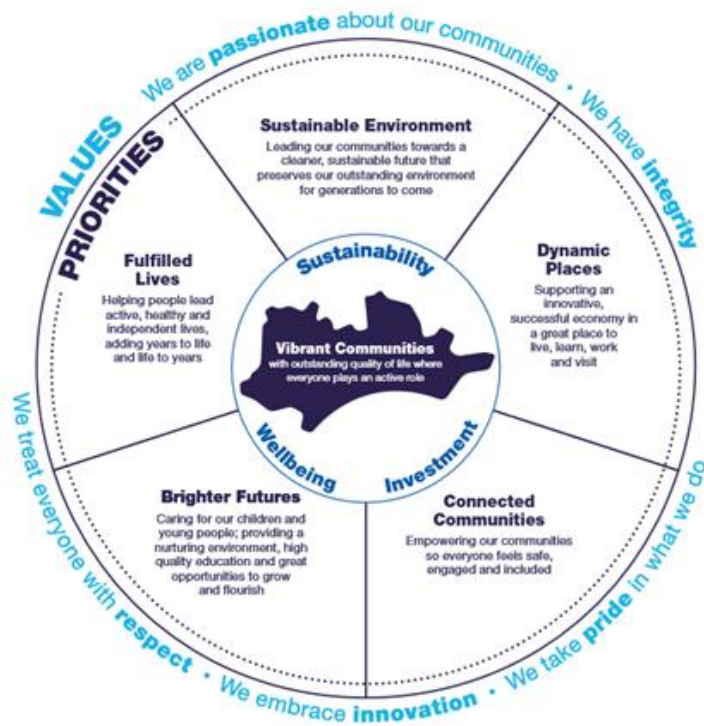 VALUES
We are passionate about our communities • We have integrity
We take pride in what we do
• We embrace innovation •
We treat everyone with respect
PRIORITIES
Sustainable Environment
Leading our communities towards a
cleaner, sustainable future that
preserves our outstanding environment
for generations to come
Dynamic
Places
Supporting an
innovative,
successful economy in
a great place to
live, learn, work
and visit
Connected
Communities
Empowering our communities
so everyone feels safe,
engaged and included
Brighter Futures
Caring for our children and
young people; providing a
nurturing environment, high
quality education and great
opportunities to grow
and flourish
Fulfilled
Lives
Helping people lead
active, healthy and
independent lives,
adding years to life
and life to years
Sustainability
Vibrant Communities
with outstanding quality of life where
everyone plays an active role
Wellbeing
Investment